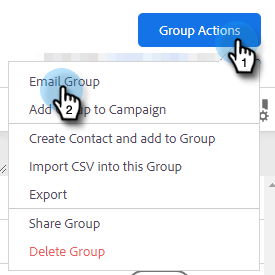 Group Actions
1
Email Group
2
Add to Campaign
Create Contact and add to Group
Import CSV into this Group
Export
Share Group
Delete Group